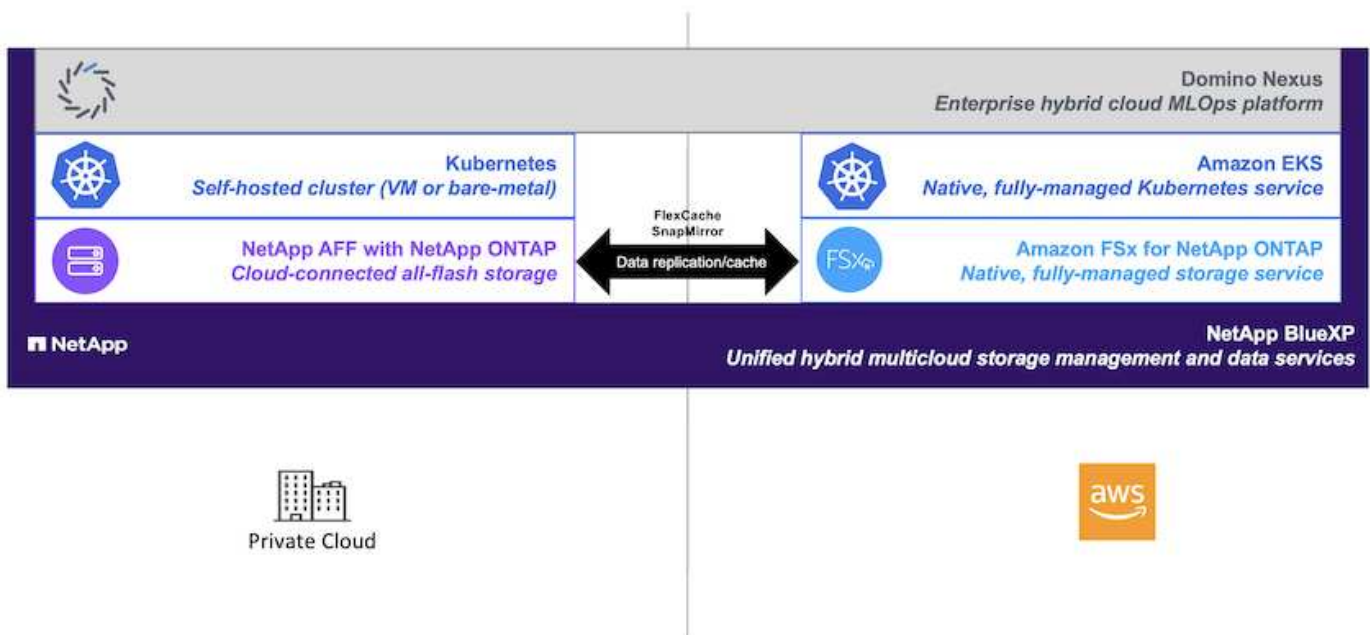 Domino Nexus
Enterprise hybrid cloud MLOps platform
Kubernetes
Self-hosted cluster (VM or bare-metal)
Amazon EKS
Native, fully-managed Kubernetes service
FlexCache
SnapMirror
Data replication/cache
NetApp AFF with NetApp ONTAP
Cloud-connected all-flash storage
FSx
Amazon FSx for NetApp ONTAP
Native, fully-managed storage service
NetApp
NetApp BlueXP
Unified hybrid multicloud storage management and data services
Private Cloud
aws